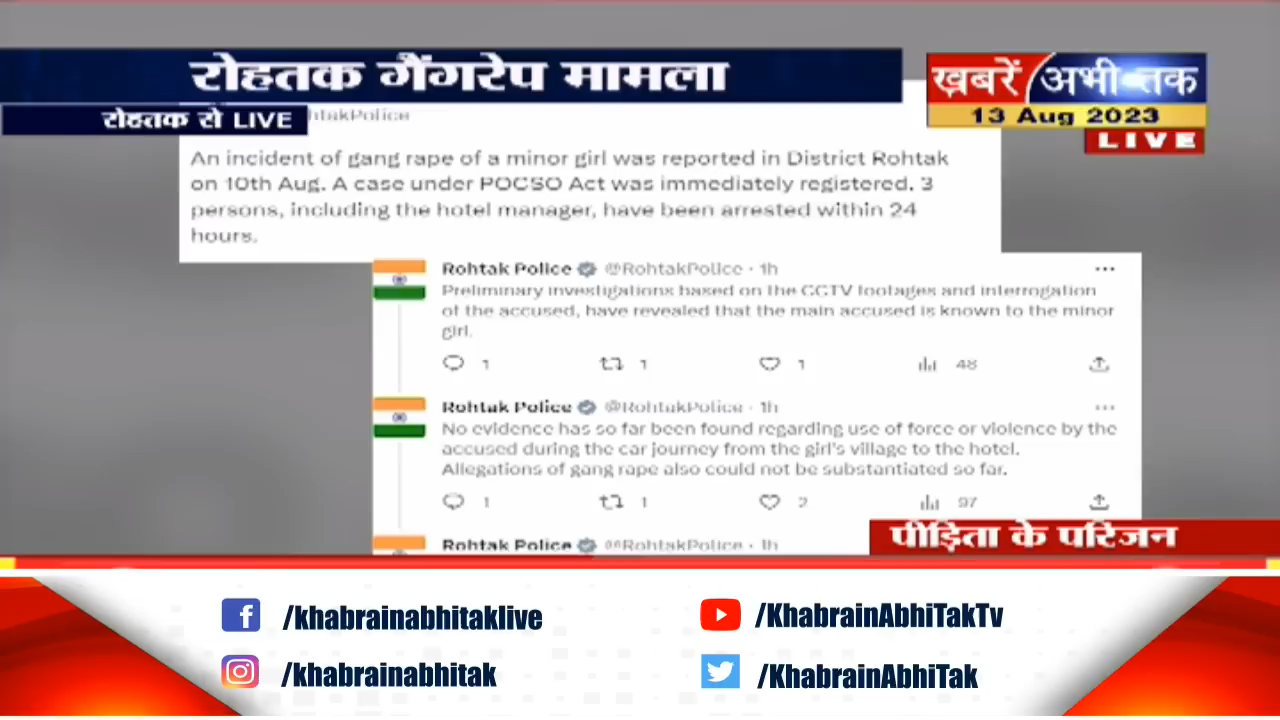 रोहतक गैंगरेप मामला
ख़बरें अभी तक
13 Aug 2023
LIVE
रोहतक से LIVE
htakPolice
An incident of gang rape of a minor girl was reported in District Rohtak
on 10th Aug. A case under POCSO Act was immediately registered. 3
persons, including the hotel manager, have been arrested within 24
hours.
Rohtak Police @RohtakPolice · 1h
Preliminary investigations based on the CCTV footages and interrogation
of the accused, have revealed that the main accused is known to the minor
girl.
1 1 1 48
Rohtak Police @RohtakPolice · 1h
No evidence has so far been found regarding use of force or violence by the
accused during the car journey from the girl's village to the hotel.
Allegations of gang rape also could not be substantiated so far.
1 1 2 97
Rohtak Police @RohtakPolice · 1h
पीड़िता के परिजन
/khabrainabhitaklive
/KhabrainAbhiTakTv
/khabrainabhitak
/KhabrainAbhiTak